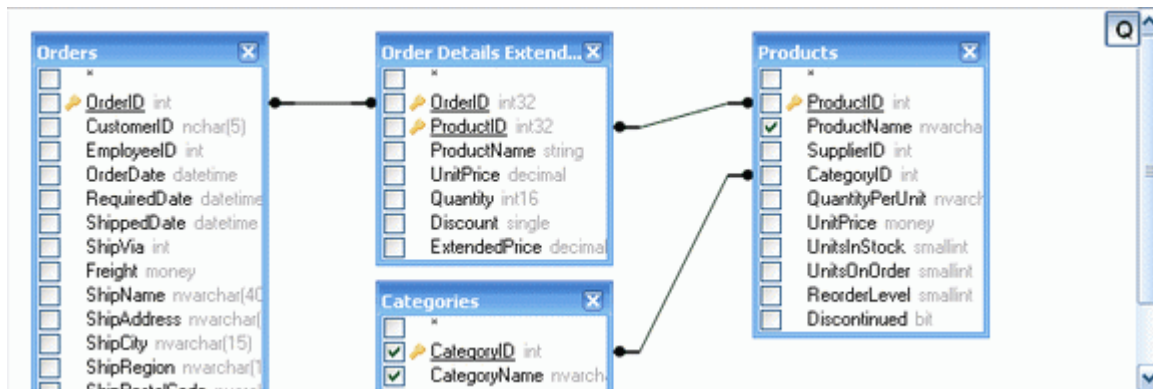 Orders
*
OrderID int
CustomerID nchar(5)
EmployeeID int
OrderDate datetime
RequiredDate datetime
ShippedDate datetime
ShipVia int
Freight money
ShipName nvarchar(40
ShipAddress nvarchar(
ShipCity nvarchar(15)
ShipRegion nvarchar(1
Order Details Extend...
*
OrderID int32
ProductID int32
ProductName string
UnitPrice decimal
Quantity int16
Discount single
ExtendedPrice decimal
Categories
*
CategoryID int
CategoryName nvarch
Products
*
ProductID int
ProductName nvarcha
SupplierID int
CategoryID int
QuantityPerUnit nvarch
UnitPrice money
UnitsInStock smallint
UnitsOnOrder smallint
ReorderLevel smallint
Discontinued bit
Q